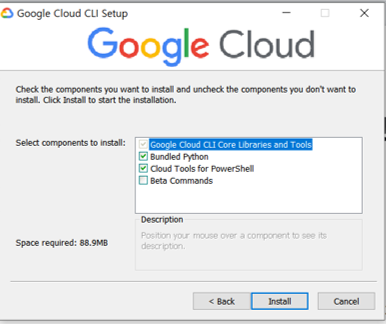 Google Cloud CLI Setup
Google Cloud
Check the components you want to install and uncheck the components you don't want to
install. Click Install to start the installation.
Select components to install:
Google Cloud CLI Core Libraries and Tools
Bundled Python
Cloud Tools for PowerShell
Beta Commands
Description
Position your mouse over a component to see its
description.
Space required: 88.9MB
< Back
Install
Cancel